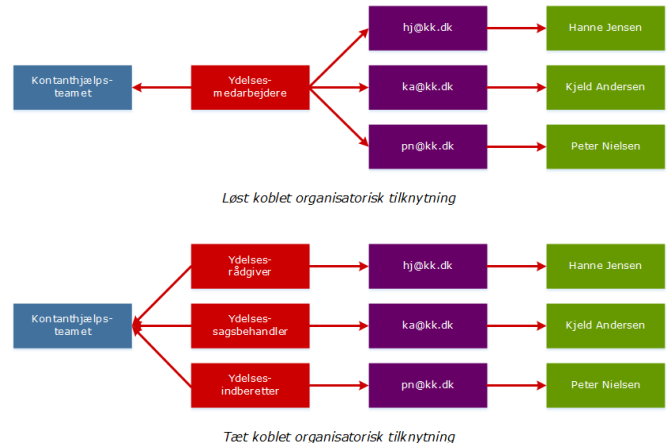 hj@kk.dk
Hanne Jensen
Kontanthjælps-
teamet
Ydelses-
medarbejdere
ka@kk.dk
Kjeld Andersen
pn@kk.dk
Peter Nielsen
Løst koblet organisatorisk tilknytning
Ydelses-
rådgiver
hj@kk.dk
Hanne Jensen
Kontanthjælps-
teamet
Ydelses-
sagsbehandler
ka@kk.dk
Kjeld Andersen
Ydelses-
indberetter
pn@kk.dk
Peter Nielsen
Tæt koblet organisatorisk tilknytning